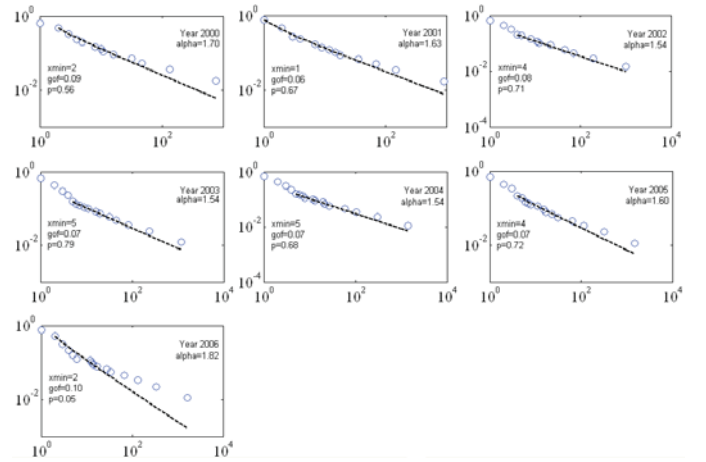 10^0
10^-2
10^0
10^2
Year 2000
alpha=1.70
xmin=2
gof=0.09
p=0.56
10^0
10^-2
10^0
10^2
Year 2001
alpha=1.63
xmin=1
gof=0.06
p=0.67
10^0
10^-2
10^-4
10^0
10^2
10^4
Year 2002
alpha=1.54
xmin=4
gof=0.08
p=0.71
10^0
10^-2
10^0
10^2
10^4
Year 2003
alpha=1.54
xmin=5
gof=0.07
p=0.79
10^0
10^-2
10^-4
10^0
10^2
10^4
Year 2004
alpha=1.54
xmin=5
gof=0.07
p=0.68
10^0
10^-2
10^0
10^2
10^4
Year 2005
alpha=1.60
xmin=4
gof=0.07
p=0.72
10^0
10^-2
10^0
10^2
10^4
Year 2006
alpha=1.82
xmin=2
gof=0.10
p=0.05